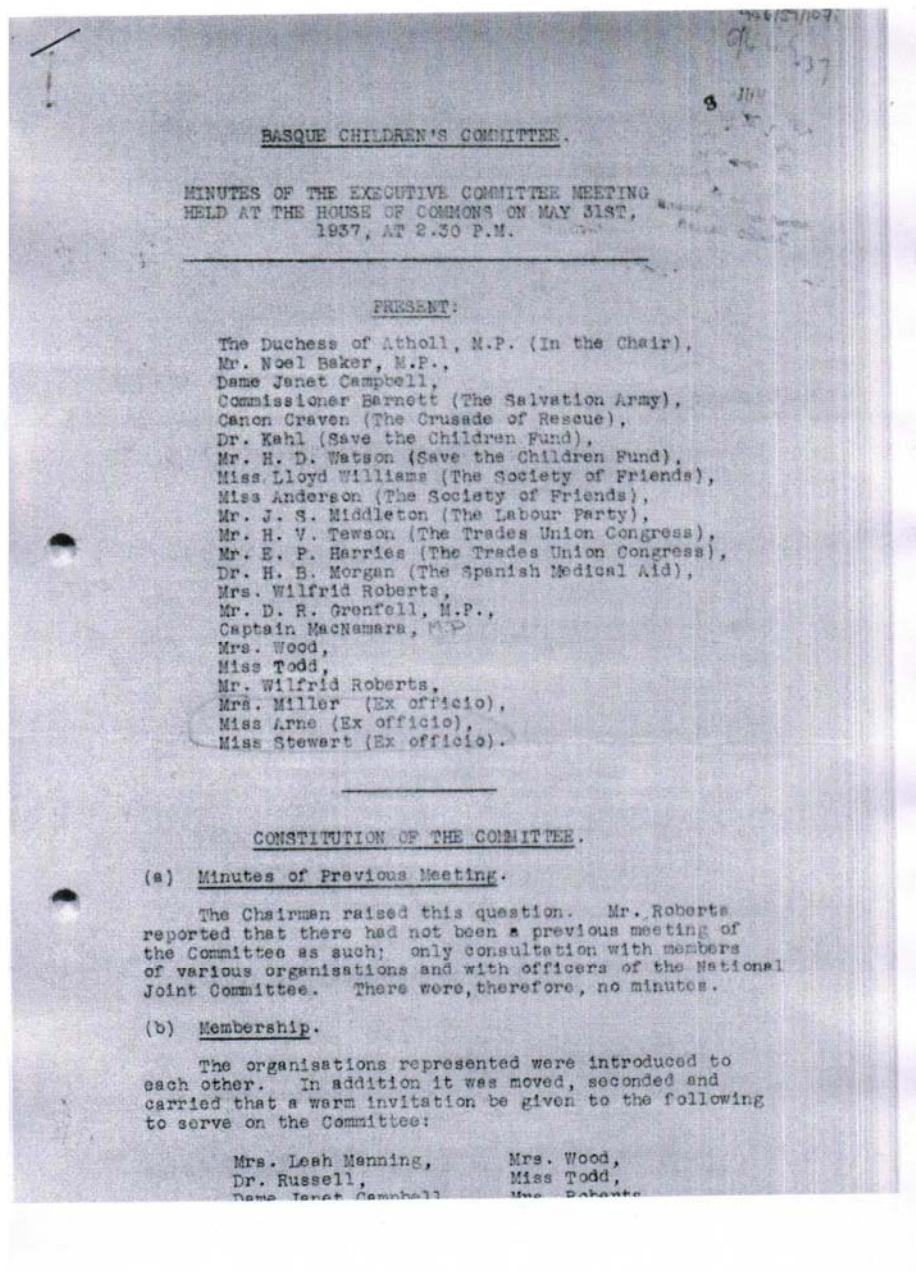 946/39/107
37
BASQUE CHILDREN'S COMMITTEE.
MINUTES OF THE EXECUTIVE COMMITTEE MEETING
HELD AT THE HOUSE OF COMMONS ON MAY 31ST,
1937, AT 2.30 P.M.
PRESENT:
The Duchess of Atholl, M.P. (In the Chair),
Mr. Noel Baker, M.P.,
Dame Janet Campbell,
Commissioner Barnett (The Salvation Army),
Canon Craven (The Crusade of Rescue),
Dr. Kahl (Save the Children Fund),
Mr. H. D. Watson (Save the Children Fund),
Miss Lloyd Williams (The Society of Friends),
Miss Anderson (The Society of Friends),
Mr. J. S. Middleton (The Labour Party),
Mr. H. V. Tewson (The Trades Union Congress),
Mr. E. P. Harries (The Trades Union Congress),
Dr. H. B. Morgan (The Spanish Medical Aid),
Mrs. Wilfrid Roberts,
Mr. D. R. Grenfell, M.P.,
Captain MacNamara, MP
Mrs. Wood,
Miss Todd,
Mr. Wilfrid Roberts,
Mrs. Miller (Ex officio),
Miss Arne (Ex officio),
Miss Stewart (Ex officio).
CONSTITUTION OF THE COMMITTEE.
(a) Minutes of Previous Meeting.
The Chairman raised this question. Mr. Roberts
reported that there had not been a previous meeting of
the Committee as such; only consultation with members
of various organisations and with officers of the National
Joint Committee. There were, therefore, no minutes.
(b) Membership.
The organisations represented were introduced to
each other. In addition it was moved, seconded and
carried that a warm invitation be given to the following
to serve on the Committee:
Mrs. Leah Manning, Mrs. Wood,
Dr. Russell, Miss Todd,
Dame Janet Campbell Mrs. Roberts